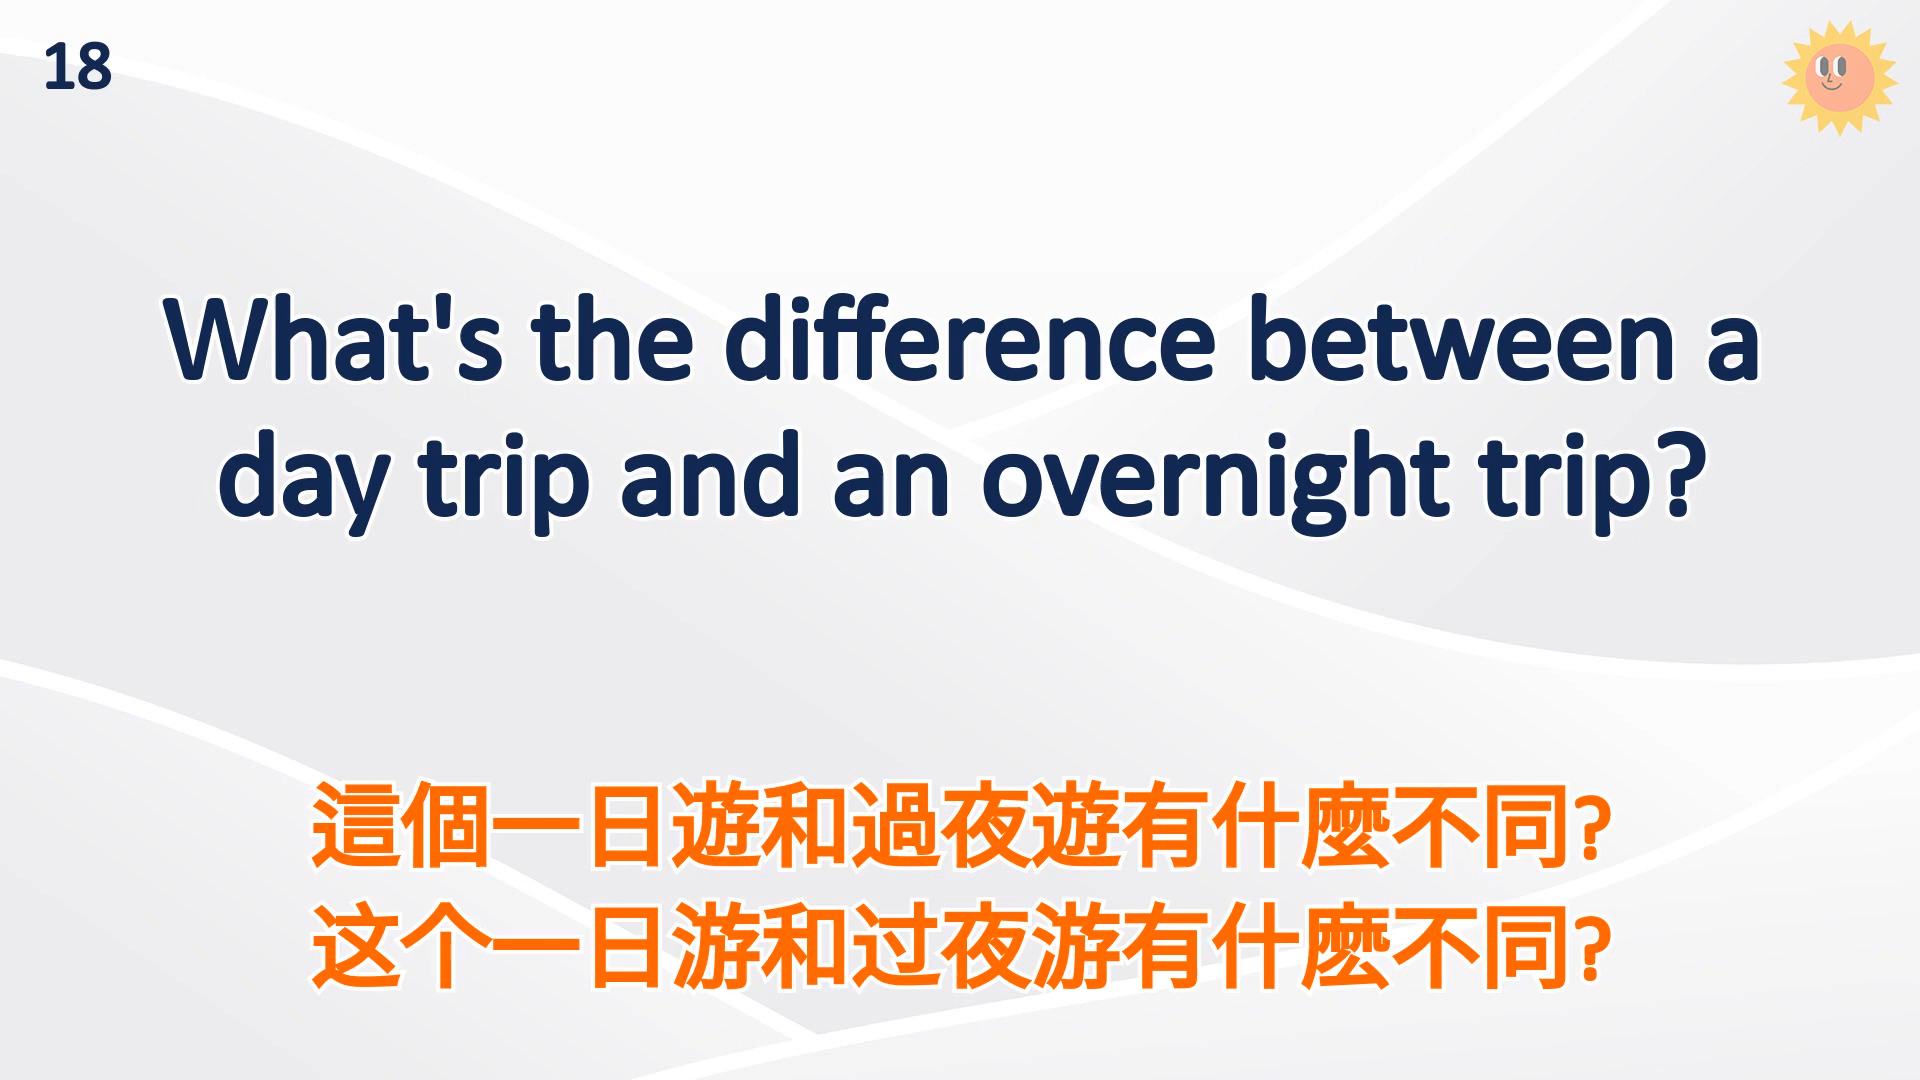 18
What's the difference between a
day trip and an overnight trip?
這個一日遊和過夜遊有什麼不同?
这个一日游和过夜游有什麽不同?